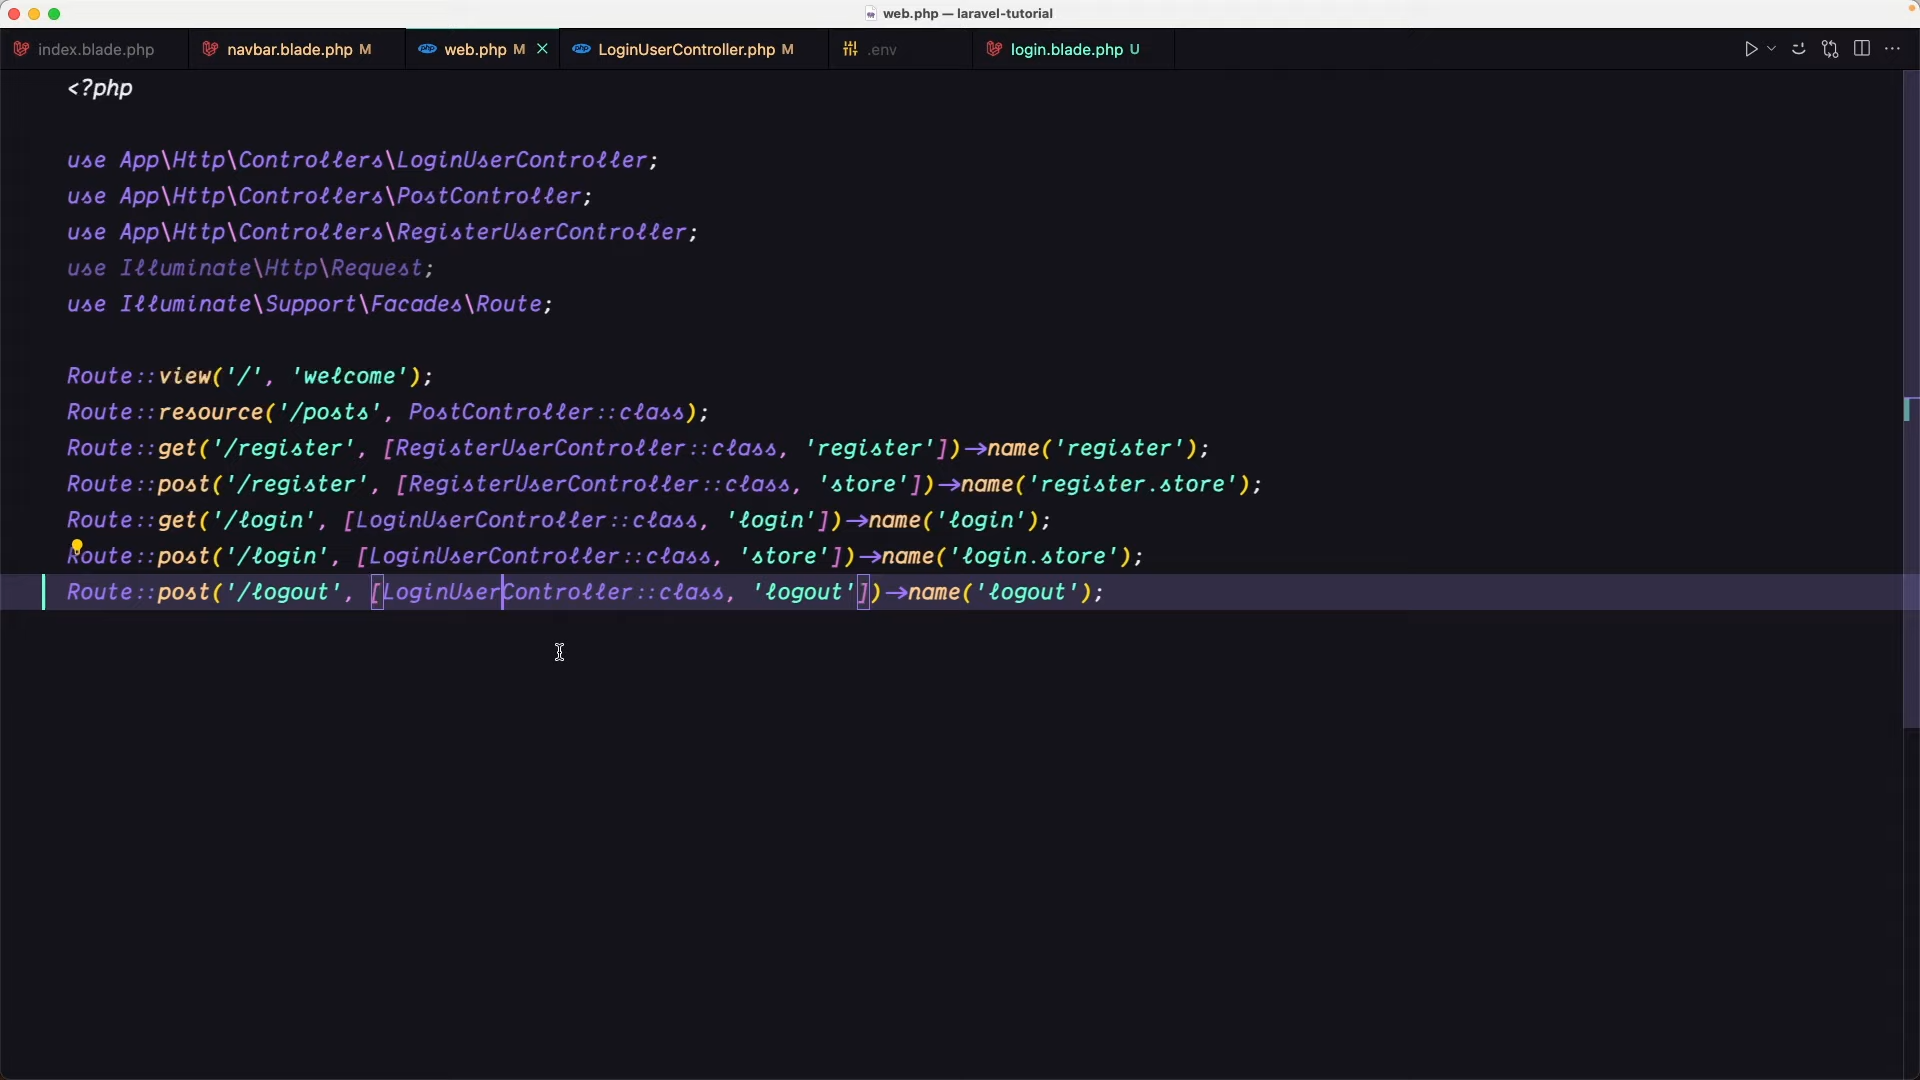 web.php — laravel-tutorial
index.blade.php navbar.blade.php M web.php M LoginUserController.php M .env login.blade.php U
<?php
use App\Http\Controllers\LoginUserController;
use App\Http\Controllers\PostController;
use App\Http\Controllers\RegisterUserController;
use Illuminate\Http\Request;
use Illuminate\Support\Facades\Route;
Route::view('/', 'welcome');
Route::resource('/posts', PostController::class);
Route::get('/register', [RegisterUserController::class, 'register'])->name('register');
Route::post('/register', [RegisterUserController::class, 'store'])->name('register.store');
Route::get('/login', [LoginUserController::class, 'login'])->name('login');
Route::post('/login', [LoginUserController::class, 'store'])->name('login.store');
Route::post('/logout', [LoginUserController::class, 'logout'])->name('logout');